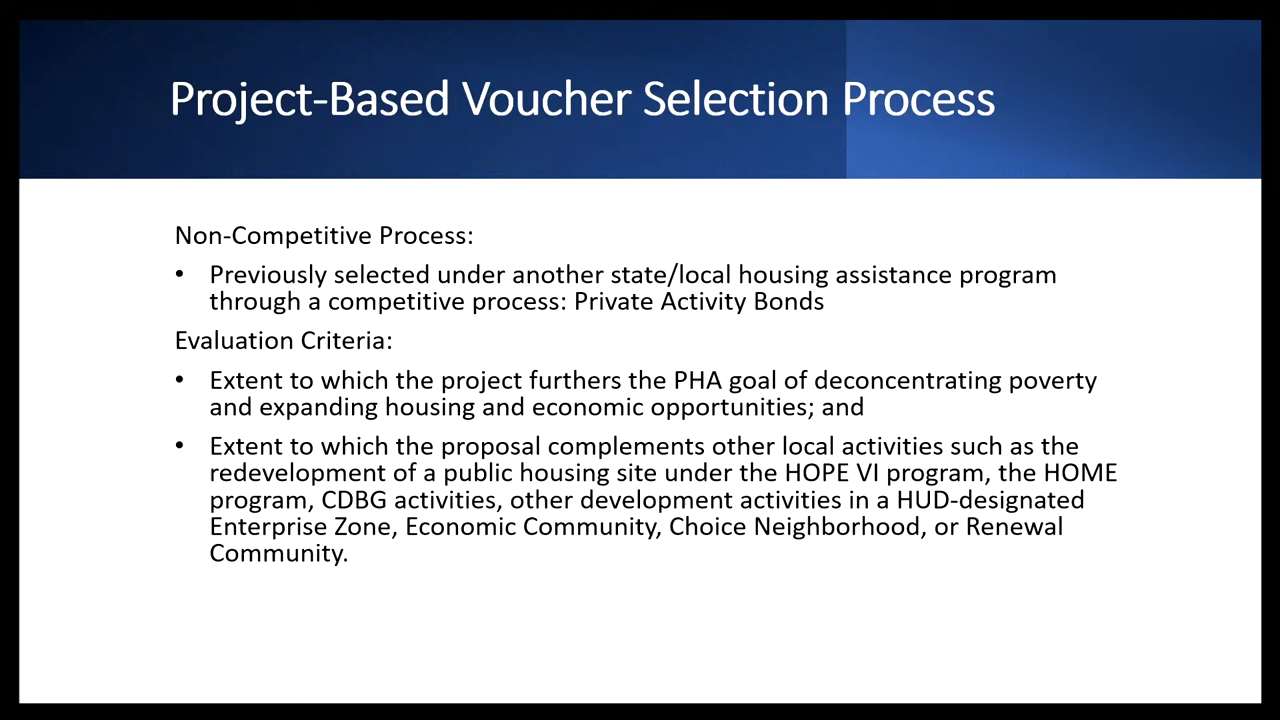 Project-Based Voucher Selection Process
Non-Competitive Process:
• Previously selected under another state/local housing assistance program
through a competitive process: Private Activity Bonds
Evaluation Criteria:
• Extent to which the project furthers the PHA goal of deconcentrating poverty
and expanding housing and economic opportunities; and
• Extent to which the proposal complements other local activities such as the
redevelopment of a public housing site under the HOPE VI program, the HOME
program, CDBG activities, other development activities in a HUD-designated
Enterprise Zone, Economic Community, Choice Neighborhood, or Renewal
Community.